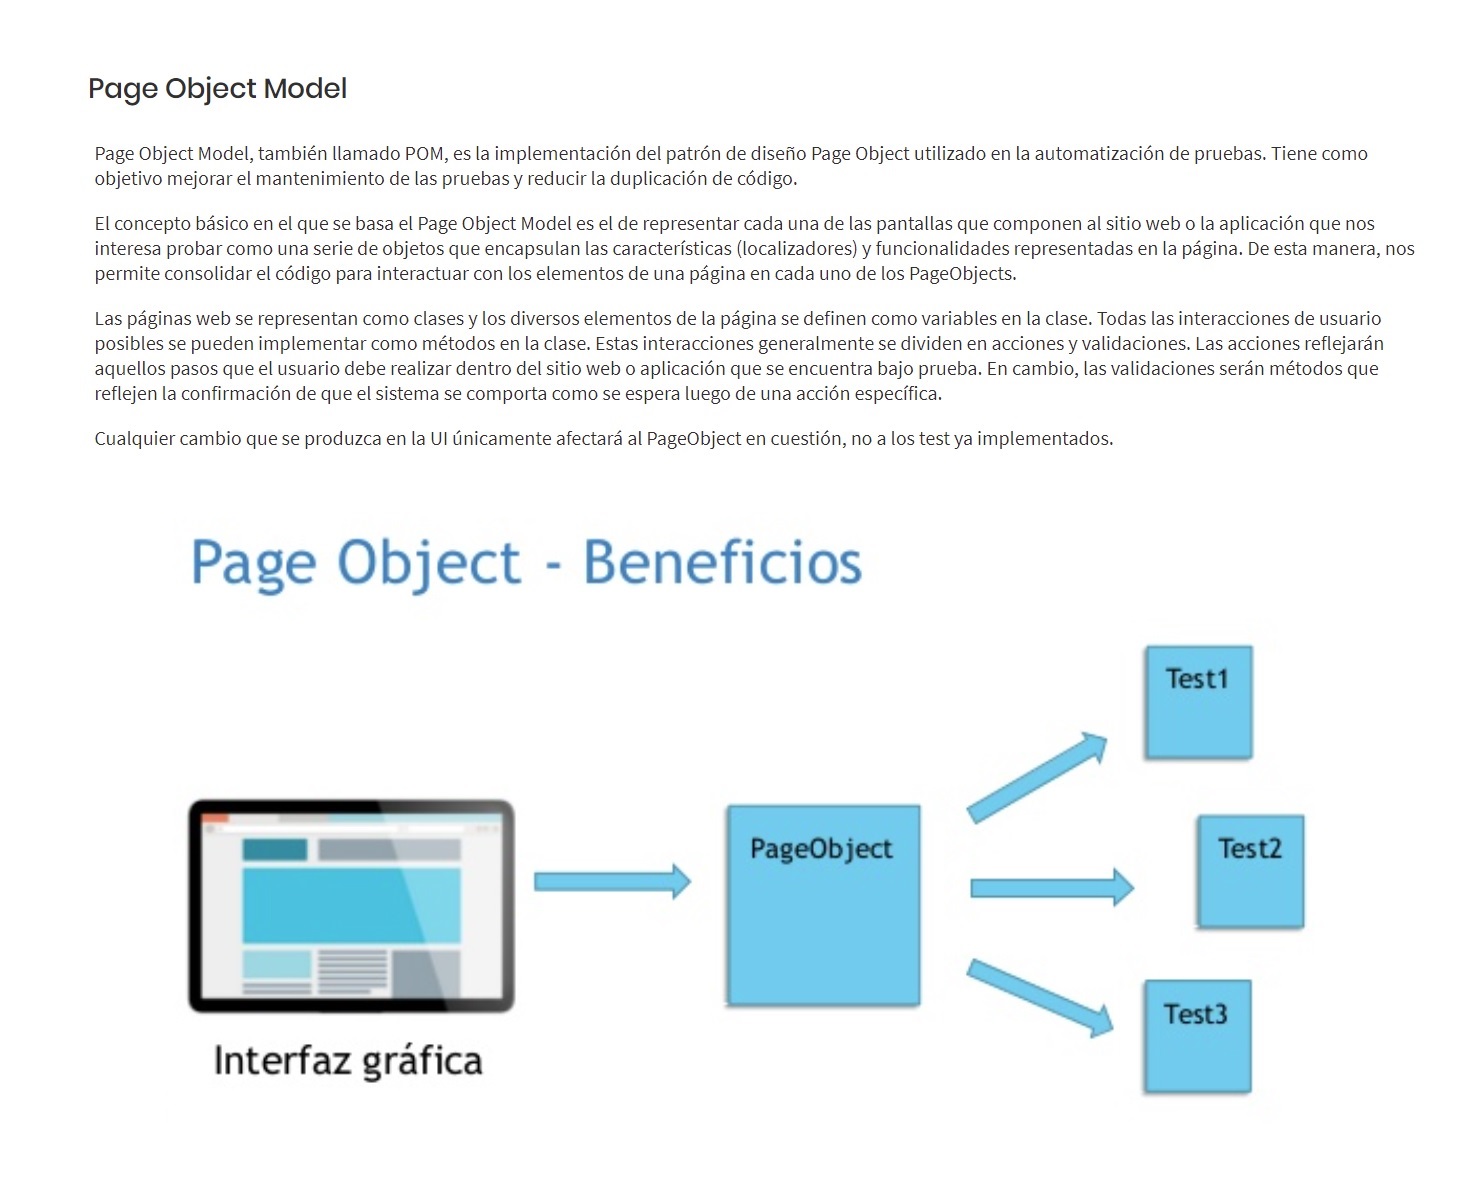 Page Object Model
Page Object Model, también llamado POM, es la implementación del patrón de diseño Page Object utilizado en la automatización de pruebas. Tiene como
objetivo mejorar el mantenimiento de las pruebas y reducir la duplicación de código.
El concepto básico en el que se basa el Page Object Model es el de representar cada una de las pantallas que componen al sitio web o la aplicación que nos
interesa probar como una serie de objetos que encapsulan las características (localizadores) y funcionalidades representadas en la página. De esta manera, nos
permite consolidar el código para interactuar con los elementos de una página en cada uno de los PageObjects.
Las páginas web se representan como clases y los diversos elementos de la página se definen como variables en la clase. Todas las interacciones de usuario
posibles se pueden implementar como métodos en la clase. Estas interacciones generalmente se dividen en acciones y validaciones. Las acciones reflejarán
aquellos pasos que el usuario debe realizar dentro del sitio web o aplicación que se encuentra bajo prueba. En cambio, las validaciones serán métodos que
reflejen la confirmación de que el sistema se comporta como se espera luego de una acción específica.
Cualquier cambio que se produzca en la UI únicamente afectará al PageObject en cuestión, no a los test ya implementados.
Page Object - Beneficios
Test1
PageObject
Test2
Test3
Interfaz gráfica